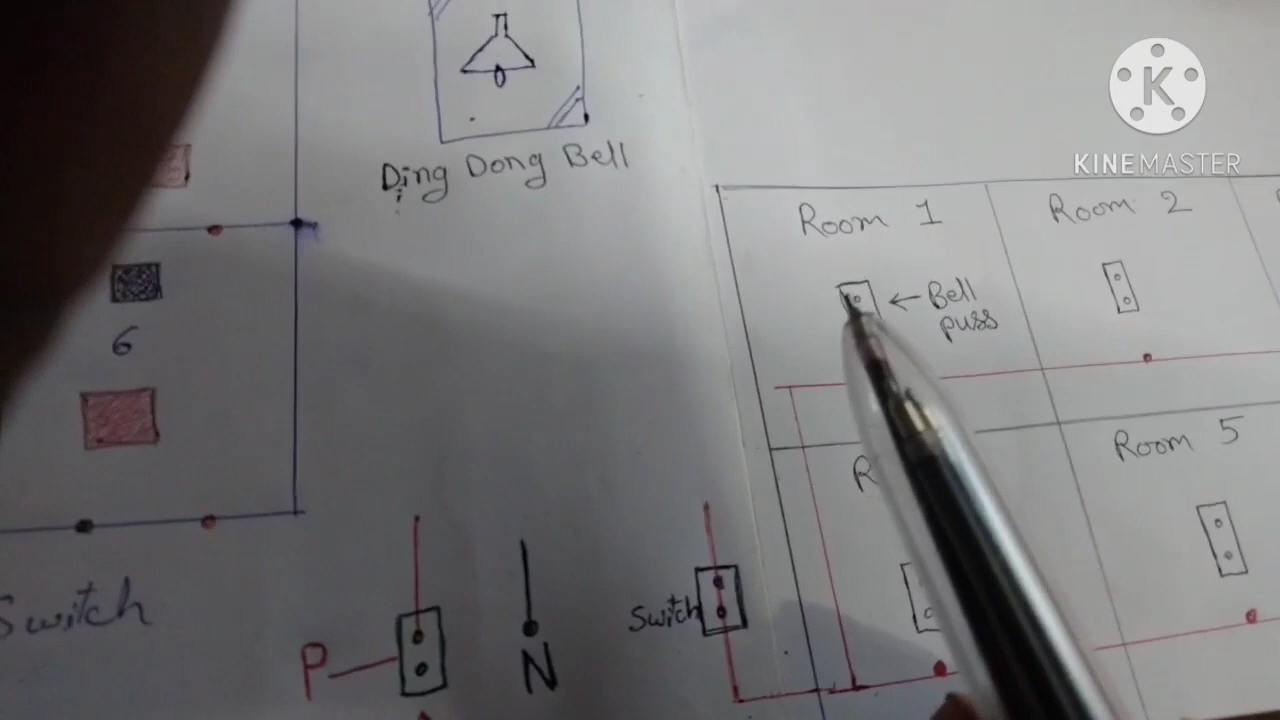 Ding Dong Bell
K
KINEMASTER
Room 1
Room 2
← Bell
puss
6
Room 5
R
Switch
Switch
P
N